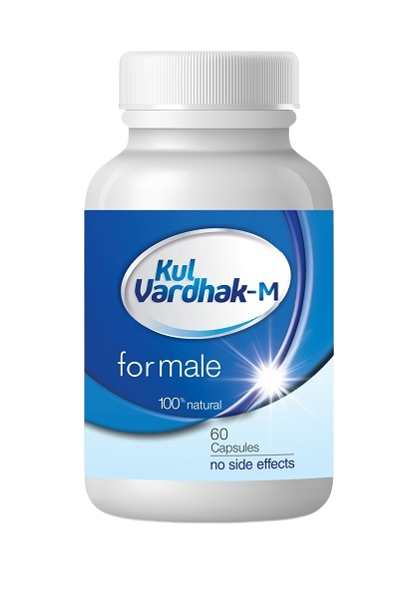 Kul
Vardhak-M
for male
100% natural
60
Capsules
no side effects